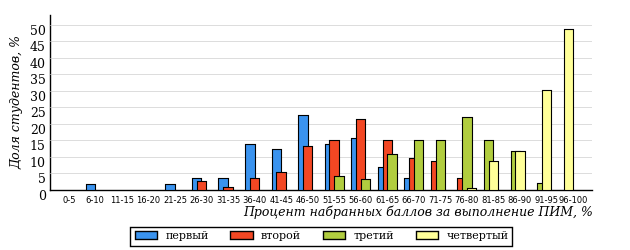 Доля студентов, %
50
45
40
35
30
25
20
15
10
5
0
0-5 6-10 11-15 16-20 21-25 26-30 31-35 36-40 41-45 46-50 51-55 56-60 61-65 66-70 71-75 76-80 81-85 86-90 91-95 96-100
Процент набранных баллов за выполнение ПИМ, %
первый второй третий четвертый